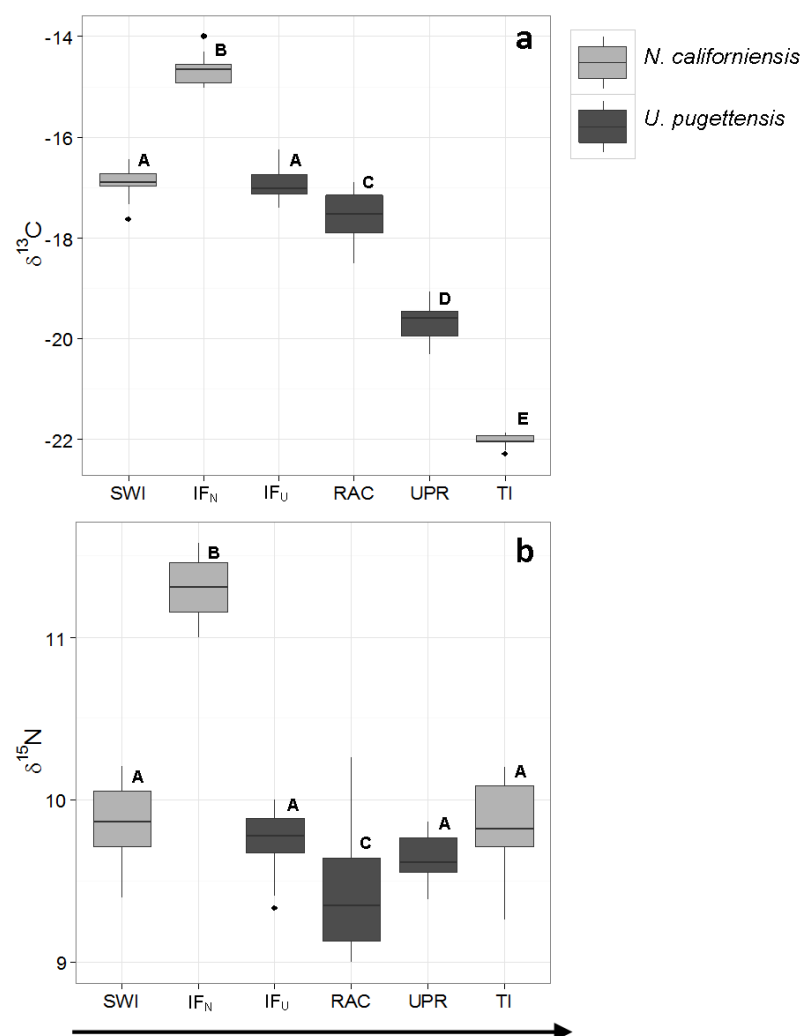 a
N. californiensis
U. pugettensis
δ¹³C
-14
-16
-18
-20
-22
A
B
A
C
D
E
SWI IFN IFU RAC UPR TI
b
δ¹⁵N
11
10
9
A
B
A
C
A
A
SWI IFN IFU RAC UPR TI